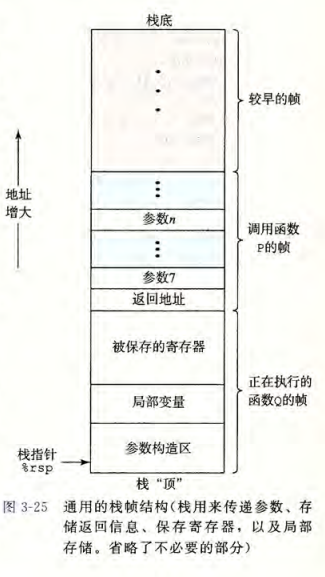 栈底
较早的帧
地址
增大
参数n
调用函数
P的帧
参数7
返回地址
被保存的寄存器
正在执行的
函数Q的帧
局部变量
参数构造区
栈指针
%rsp
栈“顶”
图 3-25 通用的栈帧结构(栈用来传递参数、存
储返回信息、保存寄存器，以及局部
存储。省略了不必要的部分)